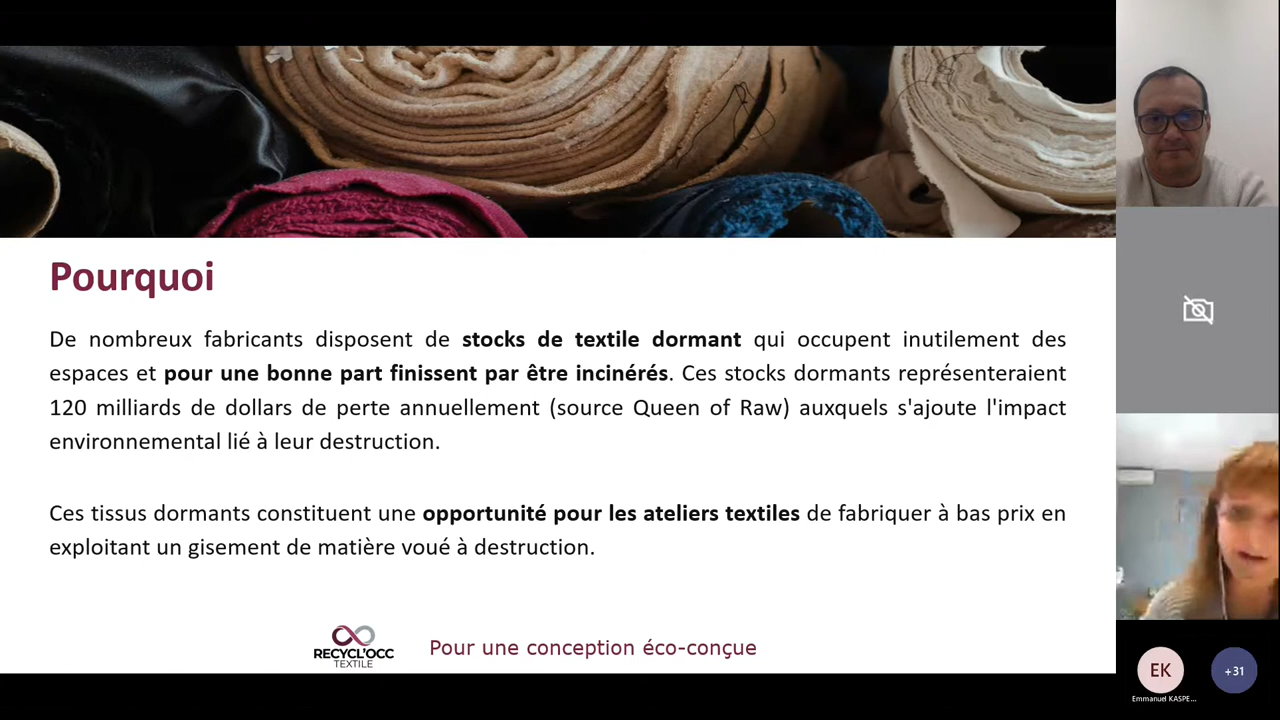 Pourquoi
De nombreux fabricants disposent de stocks de textile dormant qui occupent inutilement des
espaces et pour une bonne part finissent par être incinérés. Ces stocks dormants représenteraient
120 milliards de dollars de perte annuellement (source Queen of Raw) auxquels s'ajoute l'impact
environnemental lié à leur destruction.
Ces tissus dormants constituent une opportunité pour les ateliers textiles de fabriquer à bas prix en
exploitant un gisement de matière voué à destruction.
RECYCL'OCC
TEXTILE
Pour une conception éco-conçue
EK
+31
Emmanuel KASPE...